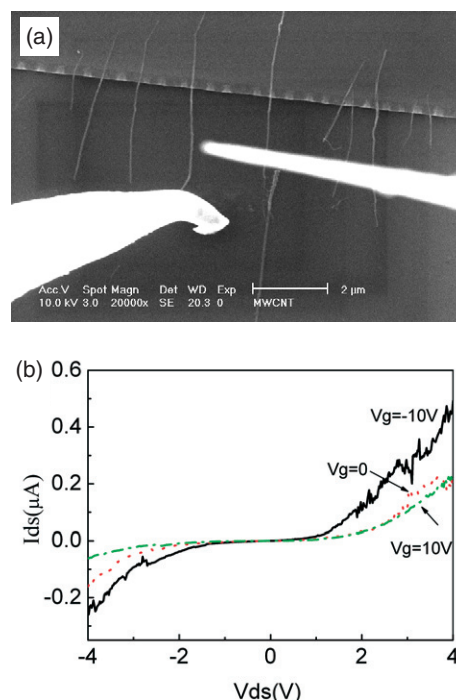 (a)
Acc.V Spot Magn Det WD Exp
10.0 kV 3.0 20000x SE 20.3 0 MWCNT
2 μm
(b)
0.6
0.4
0.2
0.0
-0.2
Ids(μA)
Vg=-10V
Vg=0
Vg=10V
-4 -2 0 2 4
Vds(V)